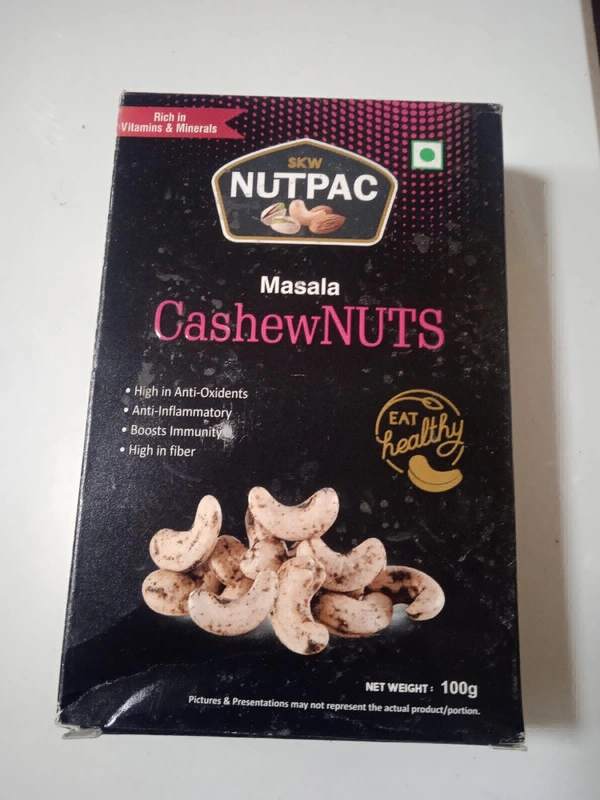 Rich in
Vitamins & Minerals
SKW
NUTPAC
Masala
CashewNUTS
• High in Anti-Oxidents
• Anti-Inflammatory
• Boosts Immunity
• High in fiber
EAT
healthy
NET WEIGHT : 100g
Pictures & Presentations may not represent the actual product/portion.